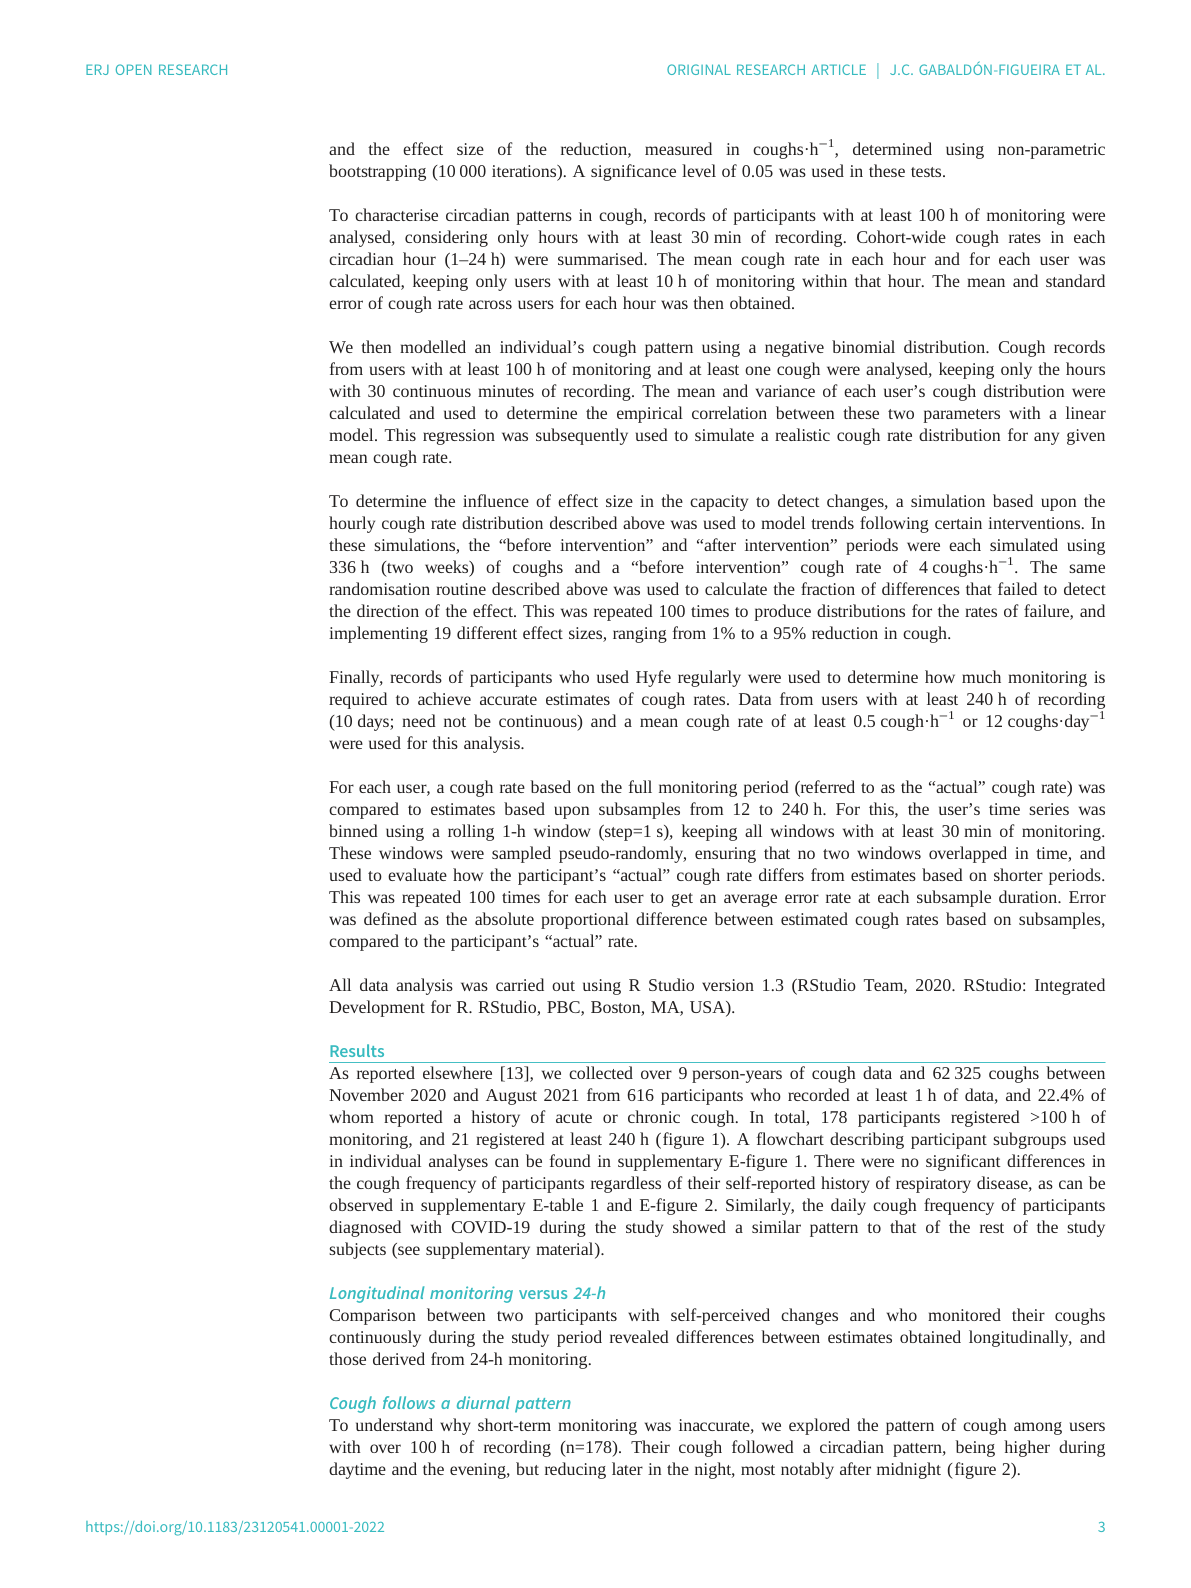 ERJ OPEN RESEARCH
ORIGINAL RESEARCH ARTICLE | J.C. GABALDÓN-FIGUEIRA ET AL.
and the effect size of the reduction, measured in coughs·h⁻¹, determined using non-parametric
bootstrapping (10 000 iterations). A significance level of 0.05 was used in these tests.
To characterise circadian patterns in cough, records of participants with at least 100 h of monitoring were
analysed, considering only hours with at least 30 min of recording. Cohort-wide cough rates in each
circadian hour (1–24 h) were summarised. The mean cough rate in each hour and for each user was
calculated, keeping only users with at least 10 h of monitoring within that hour. The mean and standard
error of cough rate across users for each hour was then obtained.
We then modelled an individual’s cough pattern using a negative binomial distribution. Cough records
from users with at least 100 h of monitoring and at least one cough were analysed, keeping only the hours
with 30 continuous minutes of recording. The mean and variance of each user’s cough distribution were
calculated and used to determine the empirical correlation between these two parameters with a linear
model. This regression was subsequently used to simulate a realistic cough rate distribution for any given
mean cough rate.
To determine the influence of effect size in the capacity to detect changes, a simulation based upon the
hourly cough rate distribution described above was used to model trends following certain interventions. In
these simulations, the “before intervention” and “after intervention” periods were each simulated using
336 h (two weeks) of coughs and a “before intervention” cough rate of 4 coughs·h⁻¹. The same
randomisation routine described above was used to calculate the fraction of differences that failed to detect
the direction of the effect. This was repeated 100 times to produce distributions for the rates of failure, and
implementing 19 different effect sizes, ranging from 1% to a 95% reduction in cough.
Finally, records of participants who used Hyfe regularly were used to determine how much monitoring is
required to achieve accurate estimates of cough rates. Data from users with at least 240 h of recording
(10 days; need not be continuous) and a mean cough rate of at least 0.5 cough·h⁻¹ or 12 coughs·day⁻¹
were used for this analysis.
For each user, a cough rate based on the full monitoring period (referred to as the “actual” cough rate) was
compared to estimates based upon subsamples from 12 to 240 h. For this, the user’s time series was
binned using a rolling 1-h window (step=1 s), keeping all windows with at least 30 min of monitoring.
These windows were sampled pseudo-randomly, ensuring that no two windows overlapped in time, and
used to evaluate how the participant’s “actual” cough rate differs from estimates based on shorter periods.
This was repeated 100 times for each user to get an average error rate at each subsample duration. Error
was defined as the absolute proportional difference between estimated cough rates based on subsamples,
compared to the participant’s “actual” rate.
All data analysis was carried out using R Studio version 1.3 (RStudio Team, 2020. RStudio: Integrated
Development for R. RStudio, PBC, Boston, MA, USA).
Results
As reported elsewhere [13], we collected over 9 person-years of cough data and 62 325 coughs between
November 2020 and August 2021 from 616 participants who recorded at least 1 h of data, and 22.4% of
whom reported a history of acute or chronic cough. In total, 178 participants registered >100 h of
monitoring, and 21 registered at least 240 h (figure 1). A flowchart describing participant subgroups used
in individual analyses can be found in supplementary E-figure 1. There were no significant differences in
the cough frequency of participants regardless of their self-reported history of respiratory disease, as can be
observed in supplementary E-table 1 and E-figure 2. Similarly, the daily cough frequency of participants
diagnosed with COVID-19 during the study showed a similar pattern to that of the rest of the study
subjects (see supplementary material).
Longitudinal monitoring versus 24-h
Comparison between two participants with self-perceived changes and who monitored their coughs
continuously during the study period revealed differences between estimates obtained longitudinally, and
those derived from 24-h monitoring.
Cough follows a diurnal pattern
To understand why short-term monitoring was inaccurate, we explored the pattern of cough among users
with over 100 h of recording (n=178). Their cough followed a circadian pattern, being higher during
daytime and the evening, but reducing later in the night, most notably after midnight (figure 2).
https://doi.org/10.1183/23120541.00001-2022
3